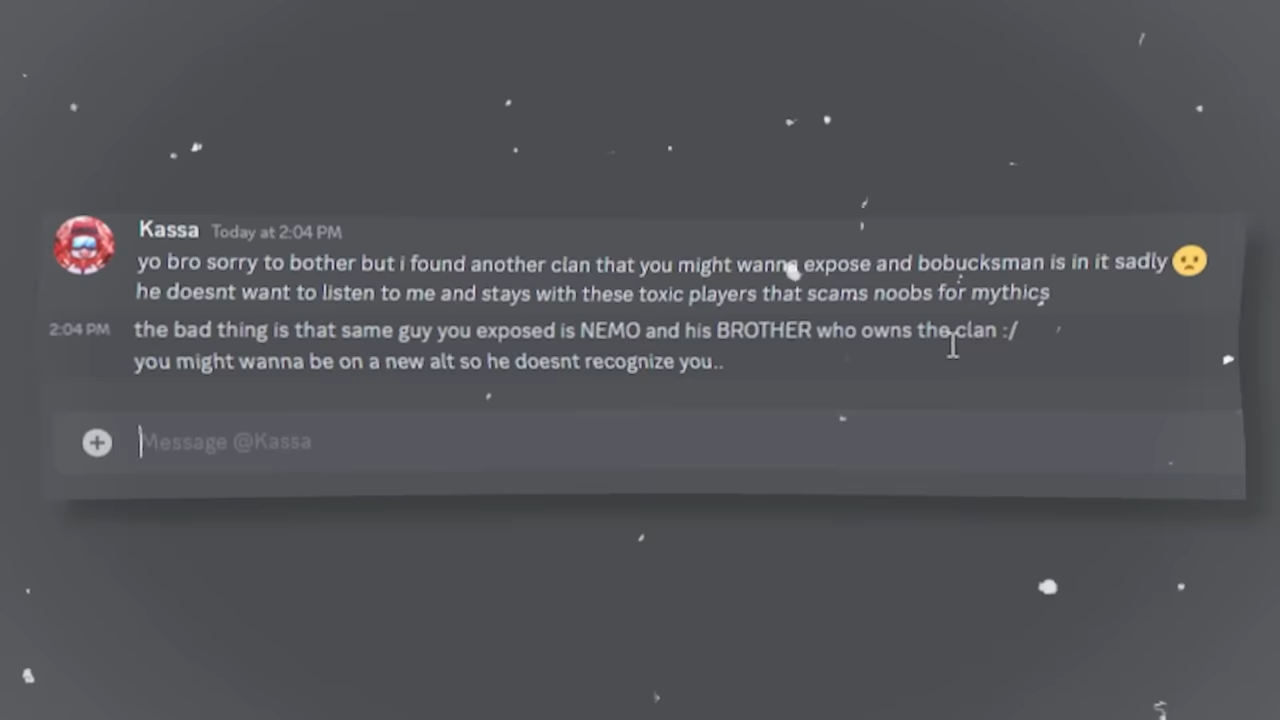 Kassa Today at 2:04 PM
yo bro sorry to bother but i found another clan that you might wanna expose and bobucksman is in it sadly 🙁
he doesnt want to listen to me and stays with these toxic players that scams noobs for mythics
2:04 PM the bad thing is that same guy you exposed is NEMO and his BROTHER who owns the clan :/
you might wanna be on a new alt so he doesnt recognize you..
Message @Kassa